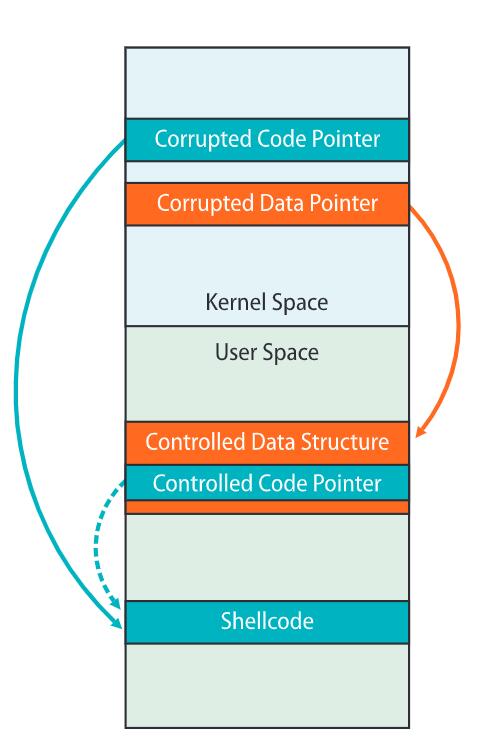 Corrupted Code Pointer
Corrupted Data Pointer
Kernel Space
User Space
Controlled Data Structure
Controlled Code Pointer
Shellcode